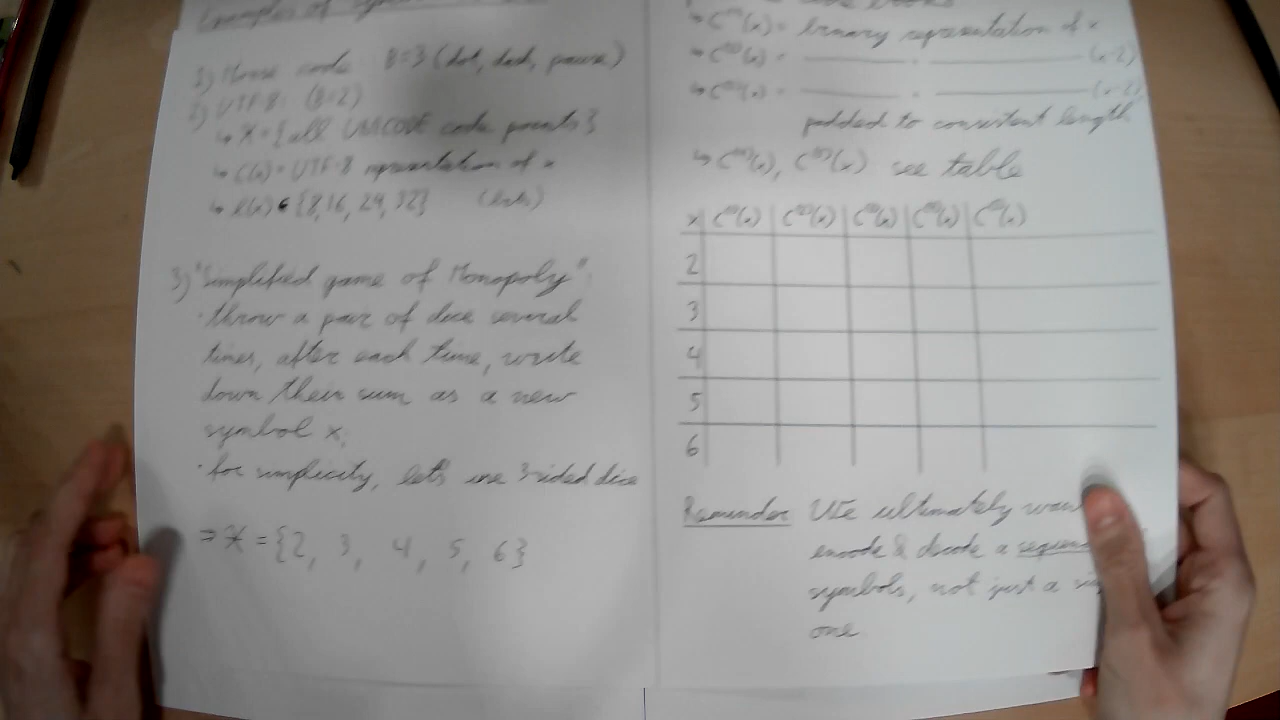 Examples of
1) Morse code B=3 (dot, dash, pause)
2) UTF-8: (B=2)
↳ X = {all UNICODE code points}
↳ C(x) = UTF-8 representation of x
↳ l(x) ∈ {8, 16, 24, 32} (bits)
3) "Simplified game of Monopoly":
· throw a pair of dice several
times, after each time, write
down their sum as a new
symbol x;
· for simplicity, let's use 3-sided dice
⇒ X = {2, 3, 4, 5, 6}
↳ C(x) = binary representation of x
↳ C(x) = — " — (x-2)
↳ C(x) = — " — (x-2)
padded to consistent length
↳ C(x), C(x) see table
x C(x) C(x) C(x) C(x) C(x)
2
3
4
5
6
Reminder We ultimately want
encode & decode a
symbols, not just a
one